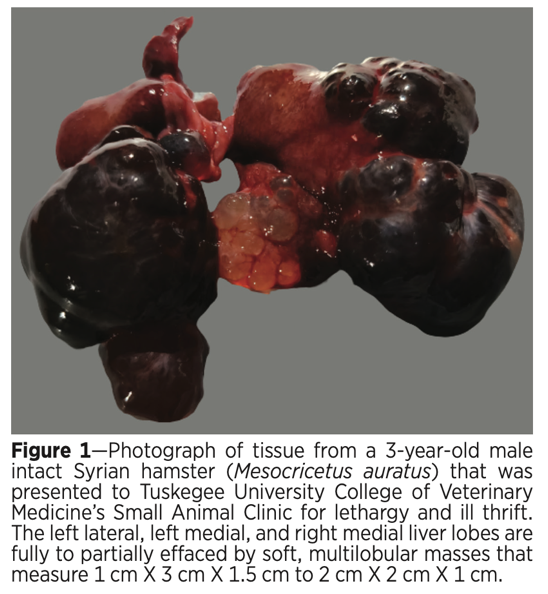 Figure 1—Photograph of tissue from a 3-year-old male
intact Syrian hamster (Mesocricetus auratus) that was
presented to Tuskegee University College of Veterinary
Medicine’s Small Animal Clinic for lethargy and ill thrift.
The left lateral, left medial, and right medial liver lobes are
fully to partially effaced by soft, multilobular masses that
measure 1 cm X 3 cm X 1.5 cm to 2 cm X 2 cm X 1 cm.